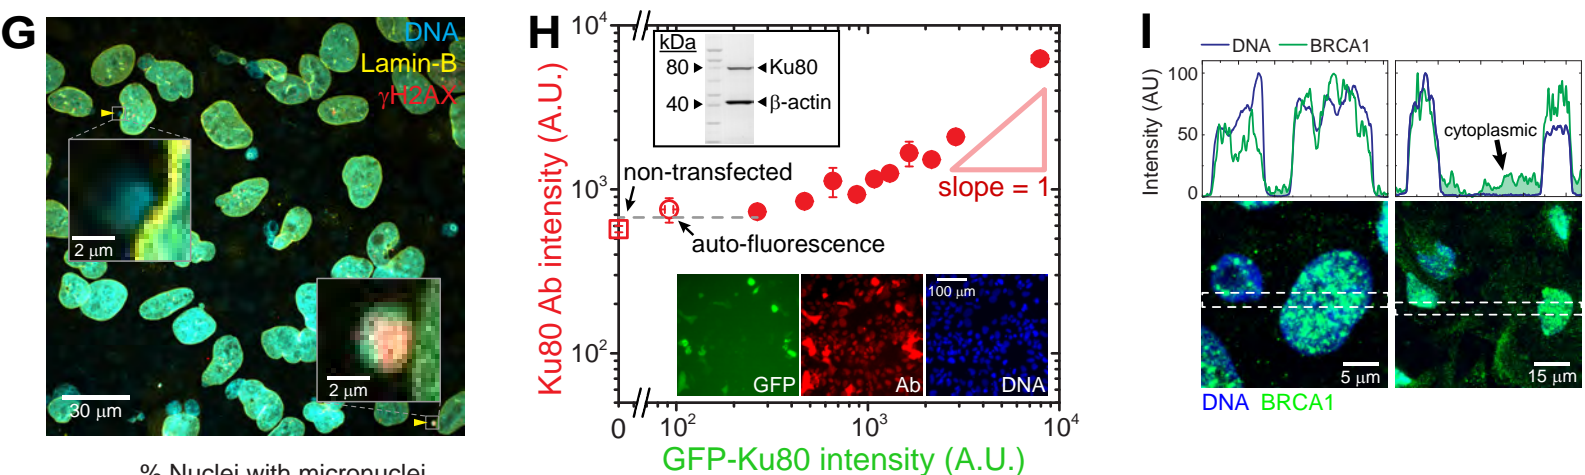 G
DNA
Lamin-B
γH2AX
2 μm
2 μm
30 μm
% Nuclei with micronuclei
H
Ku80 Ab intensity (A.U.)
10⁴
10³
10²
kDa
80
40
Ku80
β-actin
non-transfected
auto-fluorescence
slope = 1
100 μm
GFP
Ab
DNA
0
10²
10³
10⁴
GFP-Ku80 intensity (A.U.)
I
DNA
BRCA1
Intensity (AU)
100
50
0
cytoplasmic
5 μm
15 μm
DNA BRCA1